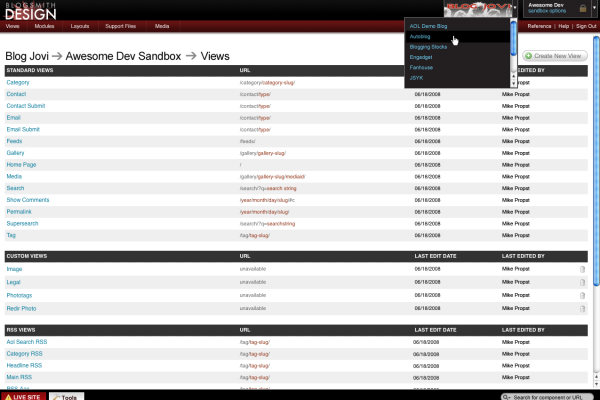 BLOGSMITH
DESIGN
BLOG JOVI
Awesome Dev
sandbox options
Views Modules Layouts Support Files Media
Reference | Help | Sign Out
AOL Demo Blog
Autoblog
Blogging Stocks
Engadget
Fanhouse
JSYK
Blog Jovi → Awesome Dev Sandbox → Views
Create New View
STANDARD VIEWS URL EDITED BY
Category /category/category-slug/ Mike Propst
Contact /contact/type/ 06/18/2008 Mike Propst
Contact Submit /contact/type/ 06/18/2008 Mike Propst
Email /contact/type/ 06/18/2008 Mike Propst
Email Submit /contact/type/ 06/18/2008 Mike Propst
Feeds /feeds/ 06/18/2008 Mike Propst
Gallery /gallery/gallery-slug/ 06/18/2008 Mike Propst
Home Page / 06/18/2008 Mike Propst
Media /gallery/gallery-slug/mediaid/ 06/18/2008 Mike Propst
Search /search/?q=search string 06/18/2008 Mike Propst
Show Comments /year/month/day/slug/#c 06/18/2008 Mike Propst
Permalink /year/month/day/slug/ 06/18/2008 Mike Propst
Supersearch /search/?q=searchstring 06/18/2008 Mike Propst
Tag /tag/tag-slug/ 06/18/2008 Mike Propst
CUSTOM VIEWS URL LAST EDIT DATE LAST EDITED BY
Image unavailable 06/18/2008 Mike Propst
Legal unavailable 06/18/2008 Mike Propst
Phototags unavailable 06/18/2008 Mike Propst
Redir Photo unavailable 06/18/2008 Mike Propst
RSS VIEWS URL LAST EDIT DATE LAST EDITED BY
Aol Search RSS /tag/tag-slug/ 06/18/2008 Mike Propst
Category RSS /tag/tag-slug/ 06/18/2008 Mike Propst
Headline RSS /tag/tag-slug/ 06/18/2008 Mike Propst
Main RSS /tag/tag-slug/ 06/18/2008 Mike Propst
/tag/tag-slug/ 06/18/2008 Mike Propst
LIVE SITE Tools Search for component or URL